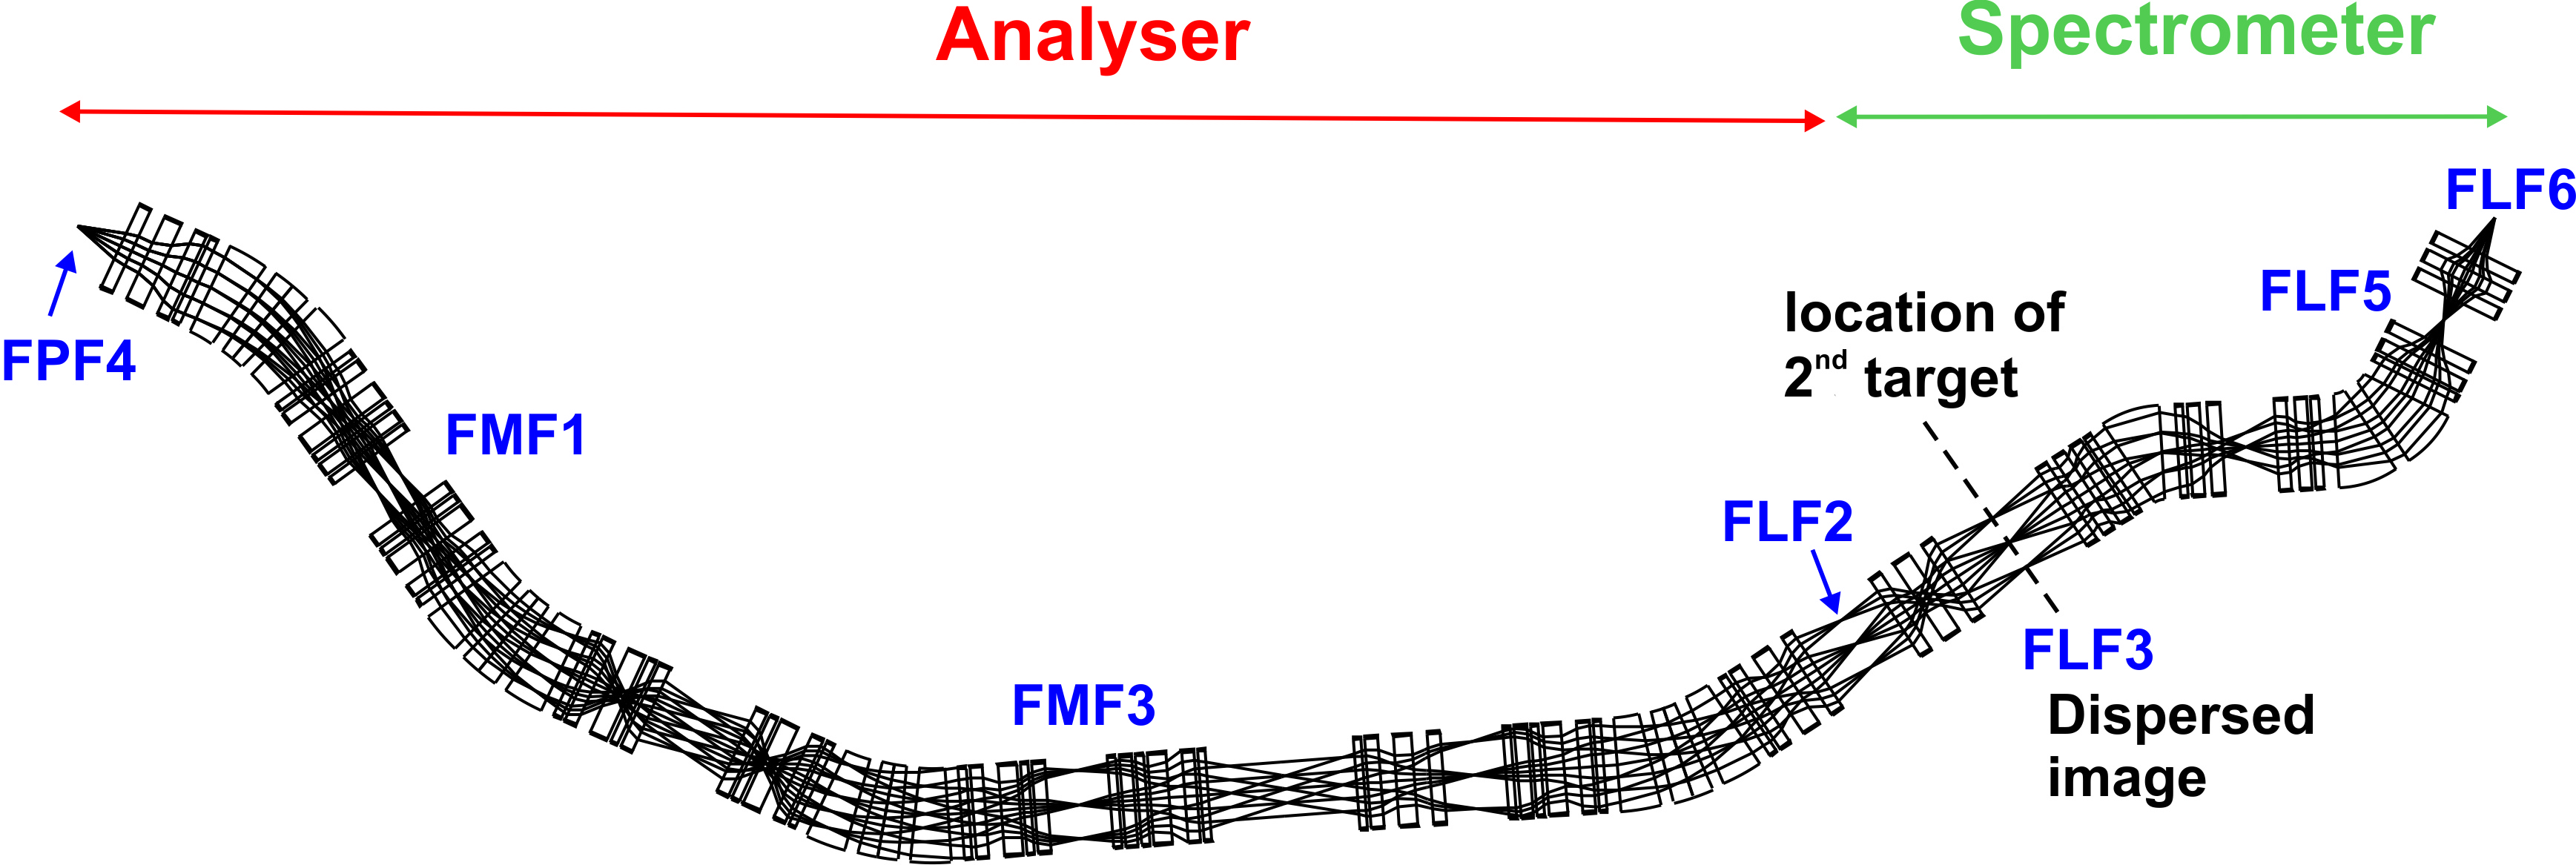 Analyser
Spectrometer
FLF6
FPF4
FLF5
location of
2nd target
FMF1
FLF2
FLF3
FMF3
Dispersed
image